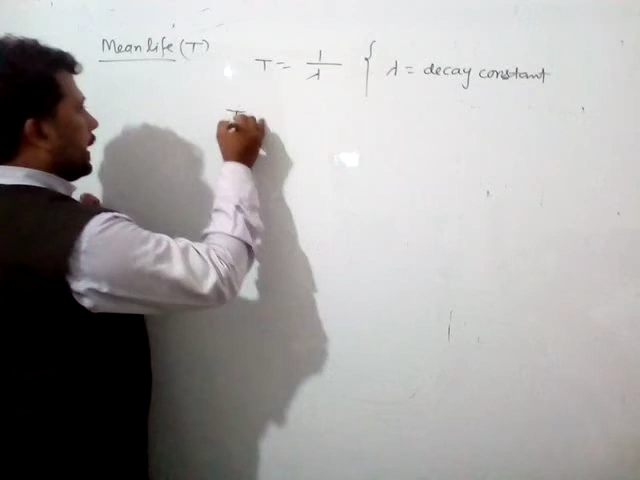 Mean life (T)
T = 1/λ { λ = decay constant
T